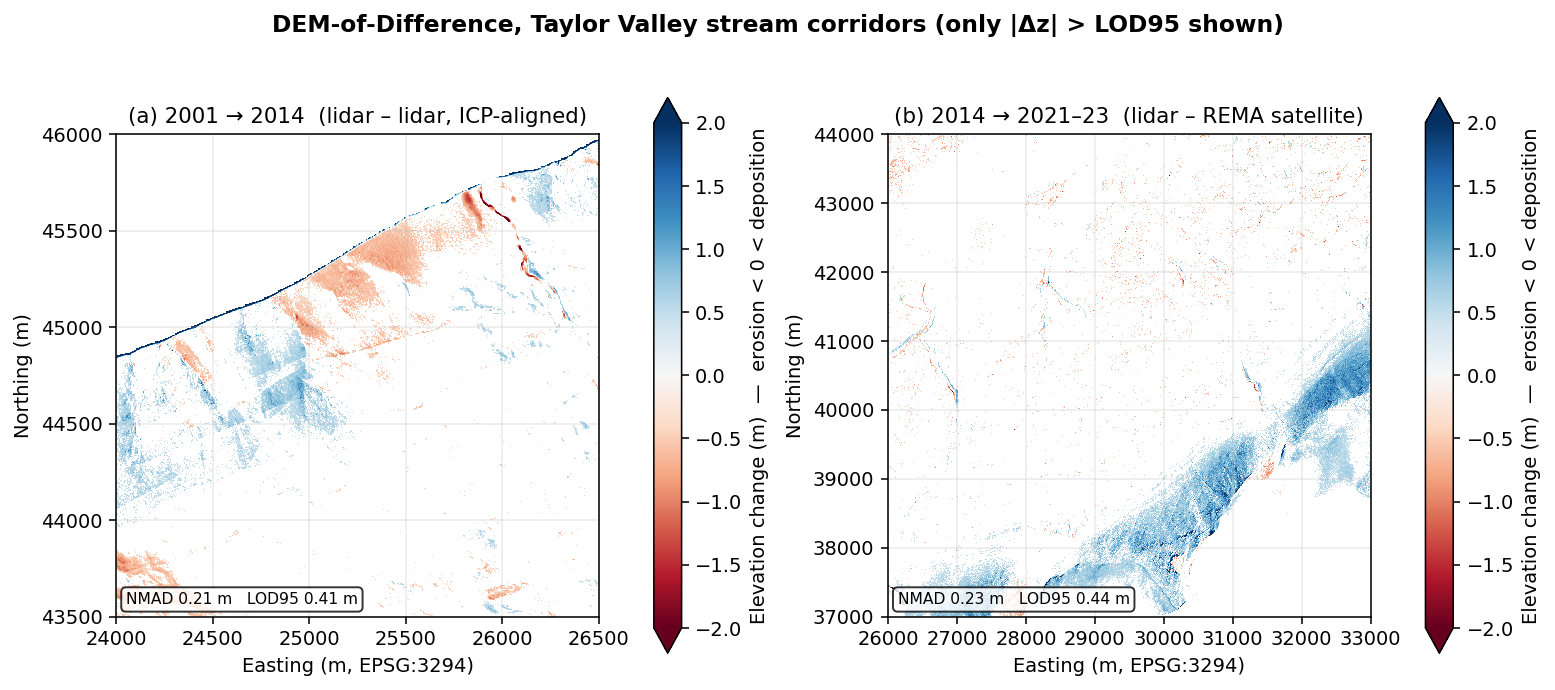 DEM-of-Difference, Taylor Valley stream corridors (only |Δz| > LOD95 shown)
(a) 2001 → 2014 (lidar – lidar, ICP-aligned)
46000
45500
45000
44500
44000
43500
Northing (m)
24000 24500 25000 25500 26000 26500
Easting (m, EPSG:3294)
NMAD 0.21 m LOD95 0.41 m
2.0
1.5
1.0
0.5
0.0
−0.5
−1.0
−1.5
−2.0
Elevation change (m) — erosion < 0 < deposition
(b) 2014 → 2021–23 (lidar – REMA satellite)
44000
43000
42000
41000
40000
39000
38000
37000
Northing (m)
26000 27000 28000 29000 30000 31000 32000 33000
Easting (m, EPSG:3294)
NMAD 0.23 m LOD95 0.44 m
2.0
1.5
1.0
0.5
0.0
−0.5
−1.0
−1.5
−2.0
Elevation change (m) — erosion < 0 < deposition